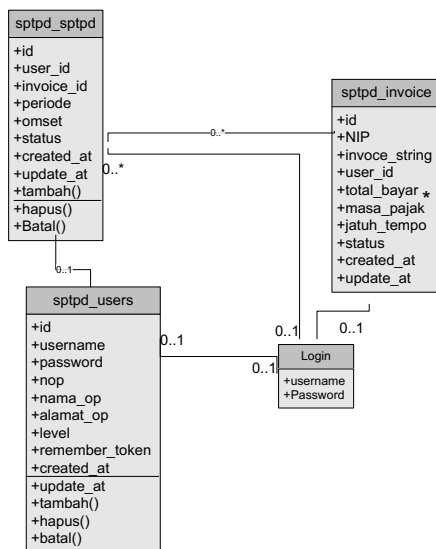 sptpd_sptpd
+id
+user_id
+invoice_id
+periode
+omset
+status
+created_at
+update_at
+tambah()
+hapus()
+Batal()
0..*
0..*
sptpd_invoice
+id
+NIP
+invoce_string
+user_id
+total_bayar
*
+masa_pajak
+jatuh_tempo
+status
+created_at
+update_at
0..1
sptpd_users
+id
+username
+password
+nop
+nama_op
+alamat_op
+level
+remember_token
+created_at
+update_at
+tambah()
+hapus()
+batal()
0..1
0..1
0..1
0..1
Login
+username
+Password